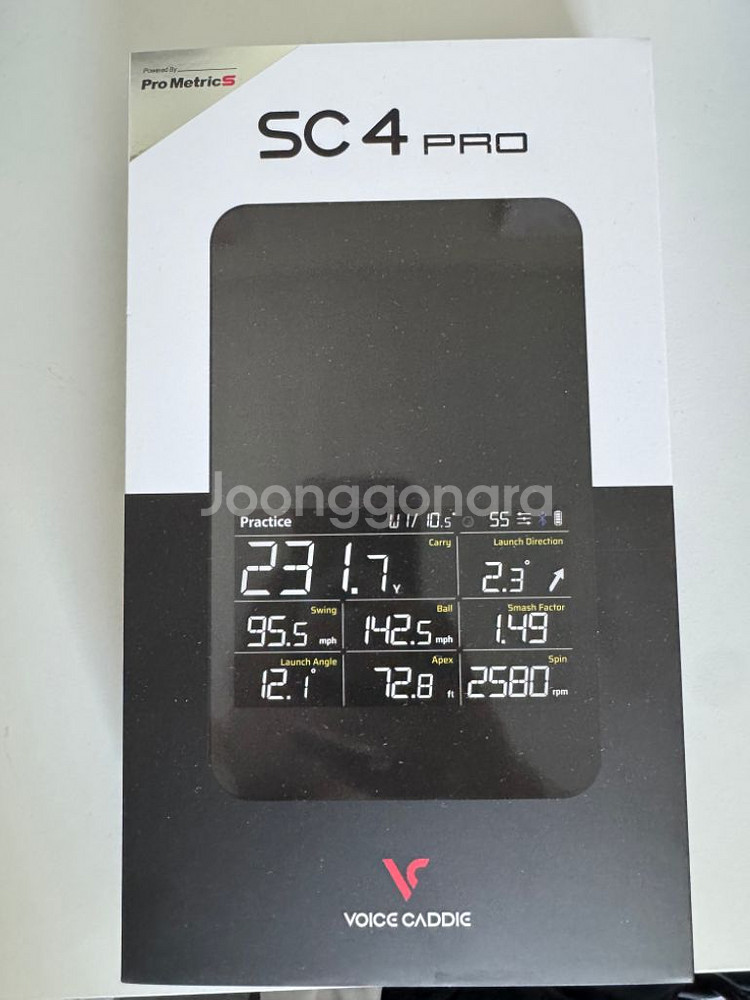 Powered By
Pro MetricS
SC4 PRO
Joonggonara
Practice W1/10.5° 55
Carry Launch Direction
231.7 Y 2.3°
Swing Ball Smash Factor
95.5 mph 142.5 mph 1.49
Launch Angle Apex Spin
12.1° 72.8 ft 2580 rpm
VOICE CADDIE